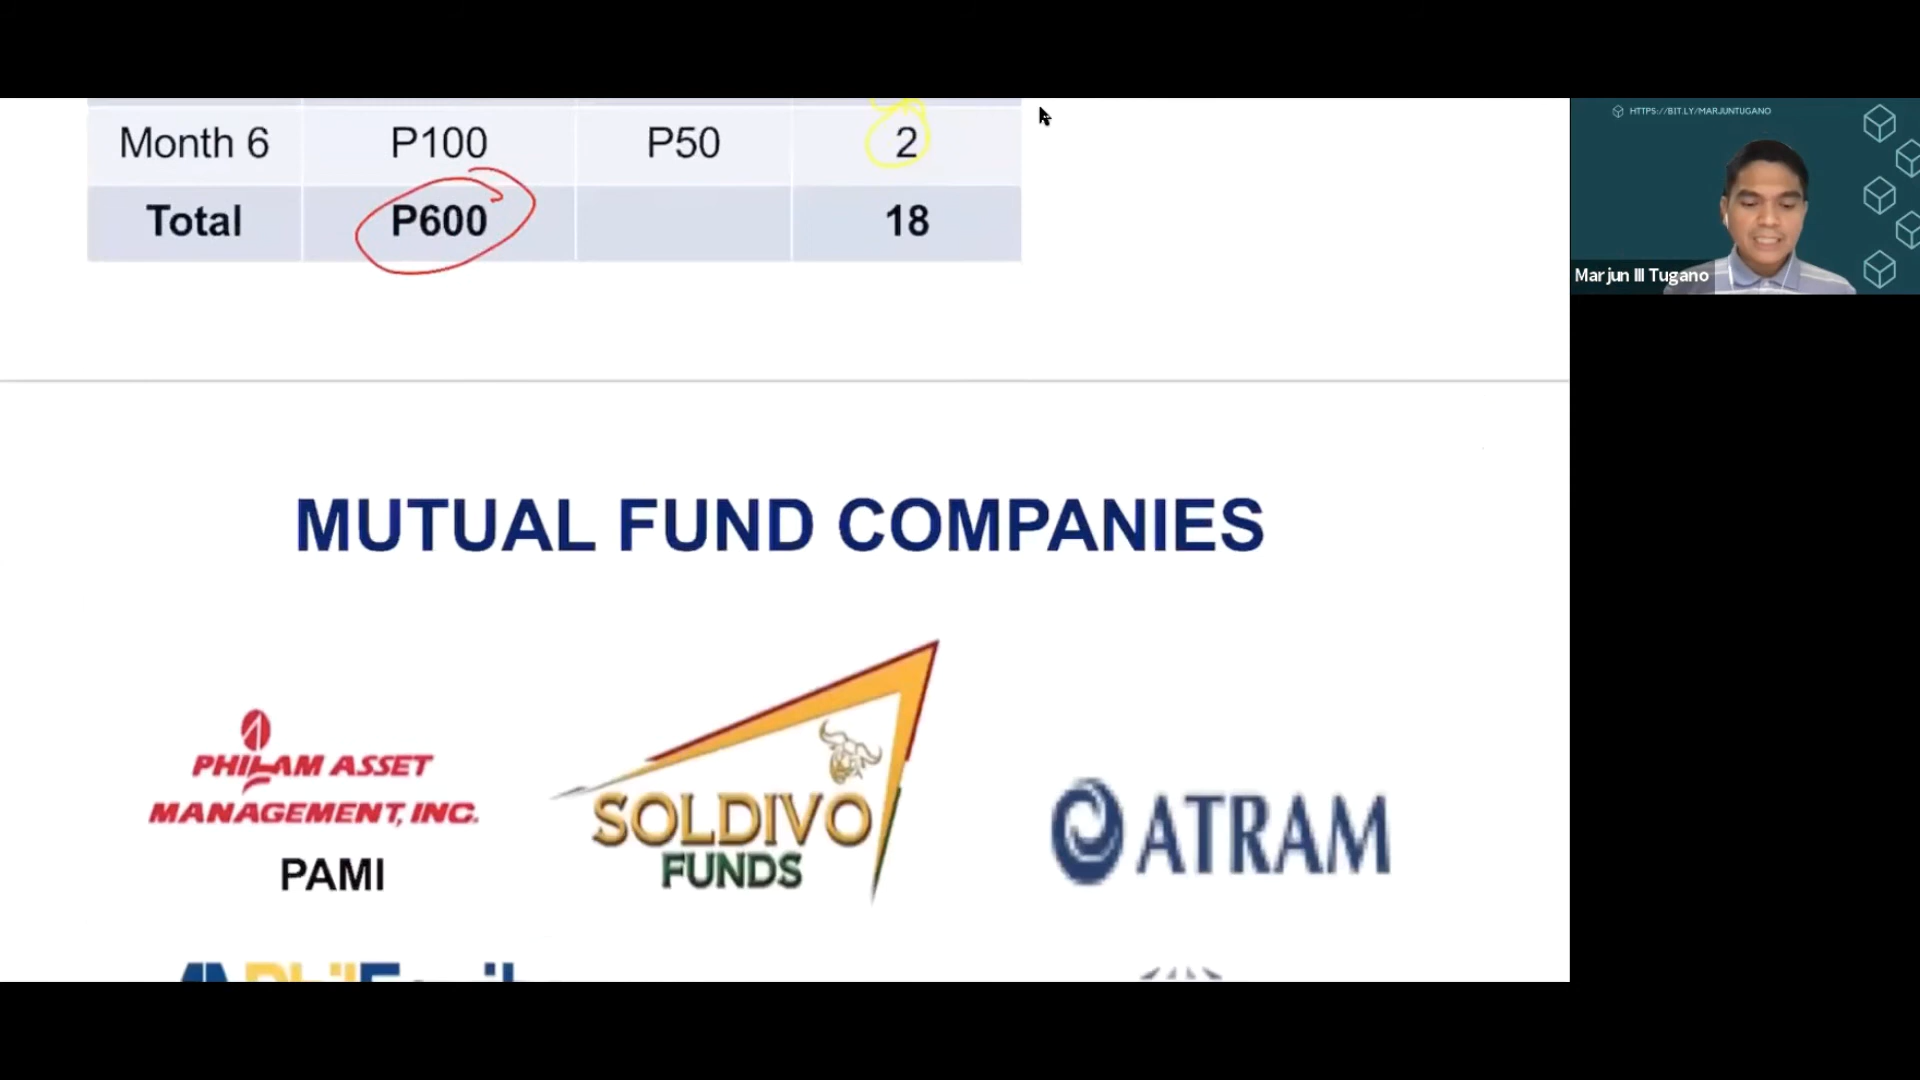 HTTPS://BIT.LY/MARJUNTUGANO
Month 6 P100 P50 2
Total P600 18
Marjun III Tugano
MUTUAL FUND COMPANIES
PHILAM ASSET
MANAGEMENT, INC.
PAMI
SOLDIVO
FUNDS
ATRAM